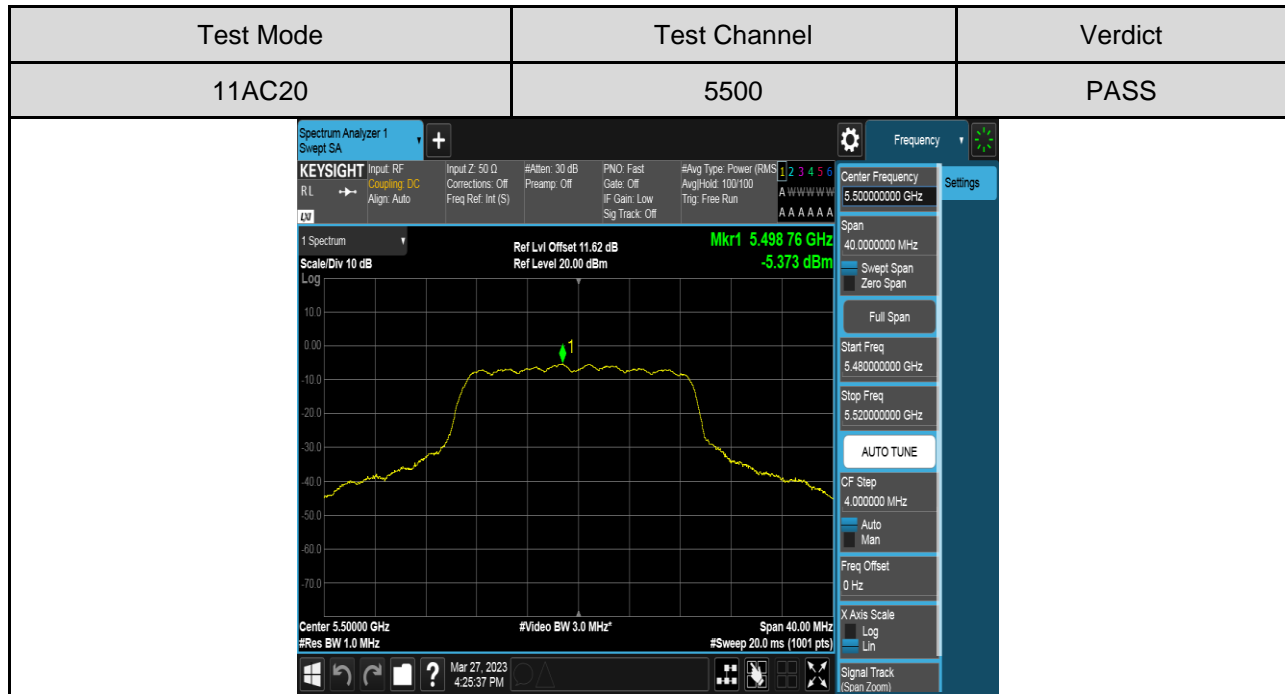 Test Mode Test Channel Verdict
11AC20 5500 PASS
Spectrum Analyzer 1
Swept SA
+
Frequency
KEYSIGHT
RL
LXI
Input: RF
Coupling: DC
Align: Auto
Input Z: 50 Ω
Corrections: Off
Freq Ref: Int (S)
#Atten: 30 dB
Preamp: Off
PNO: Fast
Gate: Off
IF Gain: Low
Sig Track: Off
#Avg Type: Power (RMS
Avg|Hold: 100/100
Trig: Free Run
1 2 3 4 5 6
A W W W W W
A A A A A A
1 Spectrum
Scale/Div 10 dB
Ref Lvl Offset 11.62 dB
Ref Level 20.00 dBm
Mkr1 5.498 76 GHz
-5.373 dBm
Log
10.0
0.00
-10.0
-20.0
-30.0
-40.0
-50.0
-60.0
-70.0
1
Center 5.50000 GHz
#Res BW 1.0 MHz
#Video BW 3.0 MHz*
Span 40.00 MHz
#Sweep 20.0 ms (1001 pts)
?
Mar 27, 2023
4:25:37 PM
Center Frequency
5.500000000 GHz
Span
40.0000000 MHz
Swept Span
Zero Span
Full Span
Start Freq
5.480000000 GHz
Stop Freq
5.520000000 GHz
AUTO TUNE
CF Step
4.000000 MHz
Auto
Man
Freq Offset
0 Hz
X Axis Scale
Log
Lin
Signal Track
(Span Zoom)
Settings